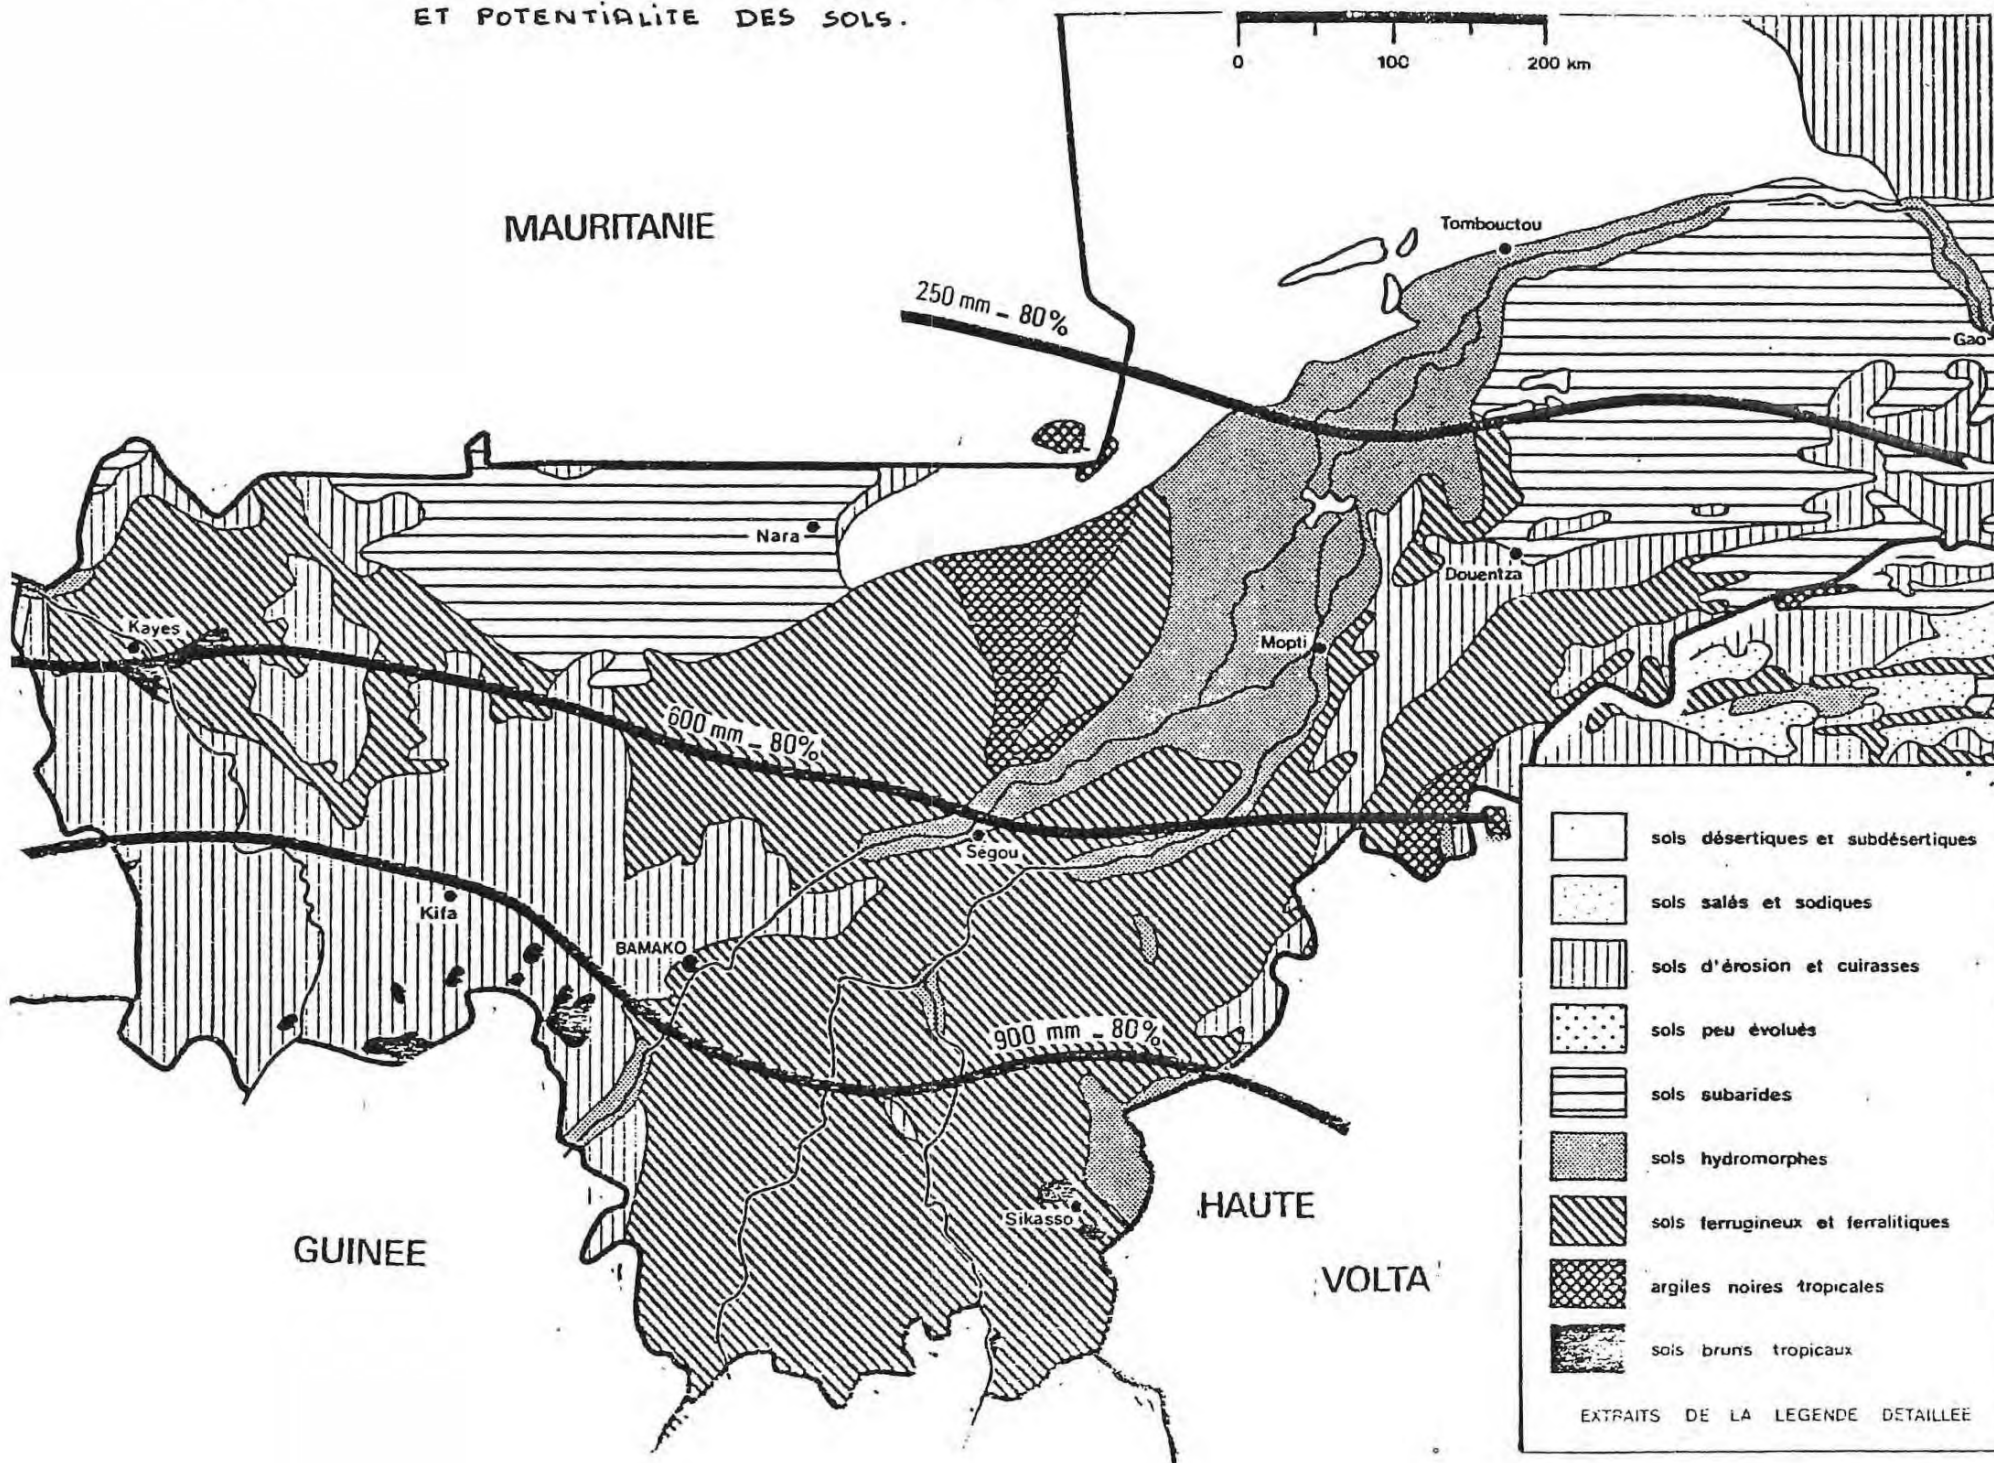 ET POTENTIALITE DES SOLS.
0 100 200 km
MAURITANIE
Tombouctou
250 mm – 80%
Gao
Nara
Douentza
Kayes
Mopti
600 mm – 80%
Ségou
Kifa
BAMAKO
900 mm – 80%
Sikasso
HAUTE
VOLTA
GUINEE
sols désertiques et subdésertiques
sols salés et sodiques
sols d'érosion et cuirasses
sols peu évolués
sols subarides
sols hydromorphes
sols ferrugineux et ferralitiques
argiles noires tropicales
sols bruns tropicaux
EXTRAITS DE LA LEGENDE DETAILLEE